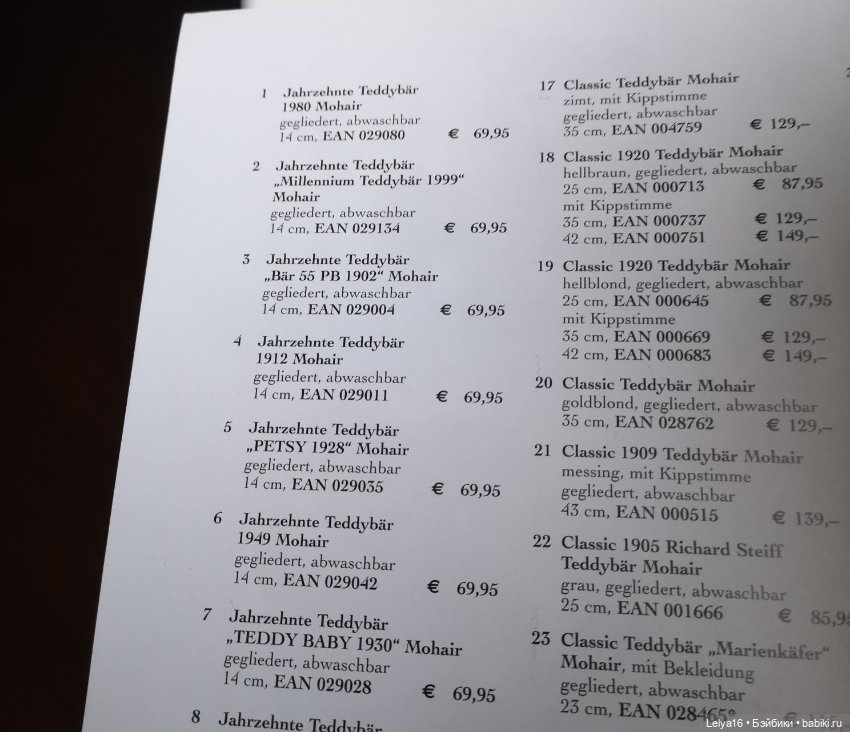 1 Jahrzehnte Teddybär
1980 Mohair
gegliedert, abwaschbar
14 cm, EAN 029080 € 69,95
2 Jahrzehnte Teddybär
„Millennium Teddybär 1999“
Mohair
gegliedert, abwaschbar
14 cm, EAN 029134 € 69,95
3 Jahrzehnte Teddybär
„Bär 55 PB 1902“ Mohair
gegliedert, abwaschbar
14 cm, EAN 029004 € 69,95
4 Jahrzehnte Teddybär
1912 Mohair
gegliedert, abwaschbar
14 cm, EAN 029011 € 69,95
5 Jahrzehnte Teddybär
„PETSY 1928“ Mohair
gegliedert, abwaschbar
14 cm, EAN 029035 € 69,95
6 Jahrzehnte Teddybär
1949 Mohair
gegliedert, abwaschbar
14 cm, EAN 029042 € 69,95
7 Jahrzehnte Teddybär
„TEDDY BABY 1930“ Mohair
gegliedert, abwaschbar
14 cm, EAN 029028 € 69,95
8 Jahrzehnte Teddybär
17 Classic Teddybär Mohair
zimt, mit Kippstimme
gegliedert, abwaschbar
35 cm, EAN 004759 € 129,–
18 Classic 1920 Teddybär Mohair
hellbraun, gegliedert, abwaschbar
25 cm, EAN 000713 € 87,95
mit Kippstimme
35 cm, EAN 000737 € 129,–
42 cm, EAN 000751 € 149,–
19 Classic 1920 Teddybär Mohair
hellblond, gegliedert, abwaschbar
25 cm, EAN 000645 € 87,95
mit Kippstimme
35 cm, EAN 000669 € 129,–
42 cm, EAN 000683 € 149,–
20 Classic Teddybär Mohair
goldblond, gegliedert, abwaschbar
35 cm, EAN 028762 € 129,–
21 Classic 1909 Teddybär Mohair
messing, mit Kippstimme
gegliedert, abwaschbar
43 cm, EAN 000515 € 139,–
22 Classic 1905 Richard Steiff
Teddybär Mohair
grau, gegliedert, abwaschbar
25 cm, EAN 001666 € 85,95
23 Classic Teddybär „Marienkäfer“
Mohair, mit Bekleidung
gegliedert, abwaschbar
23 cm, EAN 028465* €
Lelya16 • Бэйбики • babiki.ru